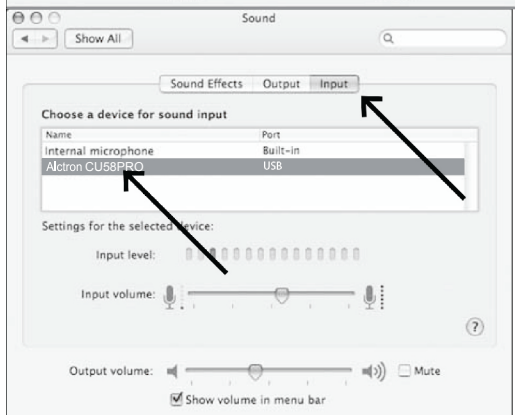 Sound
Show All
Sound Effects Output Input
Choose a device for sound input
Name Port
Internal microphone Built-in
Alctron CU58PRO USB
Settings for the selected device:
Input level:
Input volume:
?
Output volume: Mute
Show volume in menu bar